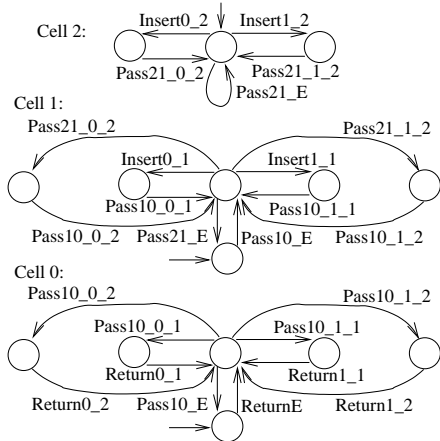 Cell 2:
Insert0_2 Insert1_2
Pass21_0_2 Pass21_1_2
Pass21_E
Cell 1:
Pass21_0_2 Pass21_1_2
Insert0_1 Insert1_1
Pass10_0_1 Pass10_1_1
Pass10_0_2 Pass21_E Pass10_E Pass10_1_2
Cell 0:
Pass10_0_2 Pass10_1_2
Pass10_0_1 Pass10_1_1
Return0_1 Return1_1
Return0_2 Pass10_E ReturnE Return1_2